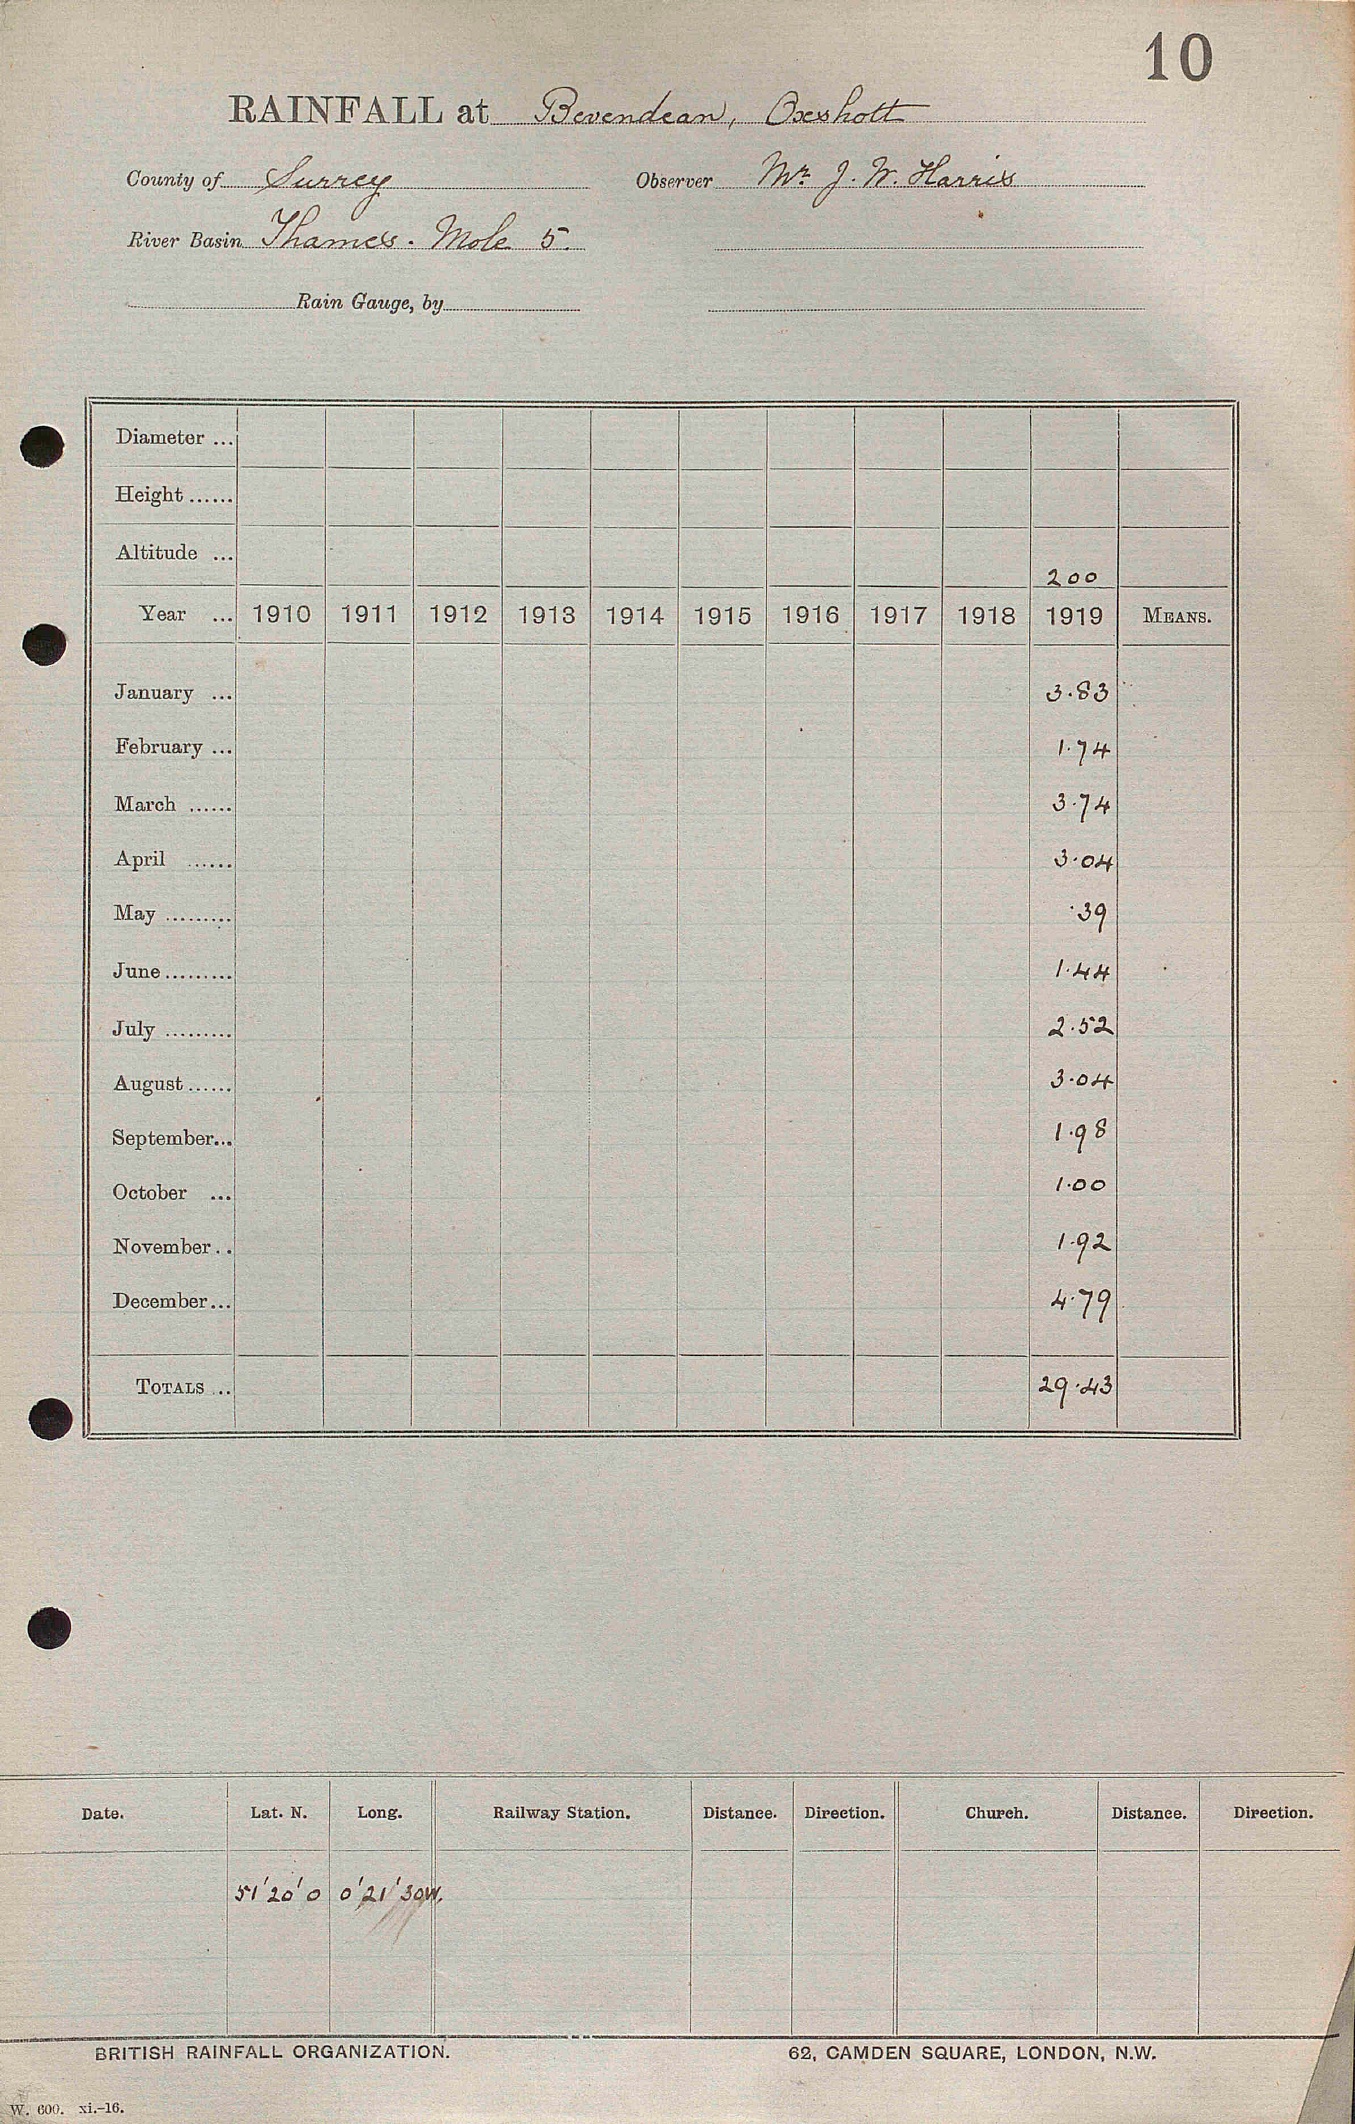 10
RAINFALL at Bevendean, Oxshott
County of Surrey Observer Mr. J. W. Harris
River Basin Thames. Mole 5.
Rain Gauge, by
Diameter ...
Height ......
Altitude ... 200
Year ... 1910 1911 1912 1913 1914 1915 1916 1917 1918 1919 MEANS.
January ... 3.83
February ... 1.74
March ...... 3.74
April ...... 3.04
May ......... .39
June ......... 1.44
July ......... 2.52
August ...... 3.04
September... 1.98
October ... 1.00
November.. 1.92
December... 4.79
TOTALS ... 29.43
Date. Lat. N. Long. Railway Station. Distance. Direction. Church. Distance. Direction.
51'20'0 0'21'30W.
BRITISH RAINFALL ORGANIZATION. 62, CAMDEN SQUARE, LONDON, N.W.
W. 600. xi.-16.